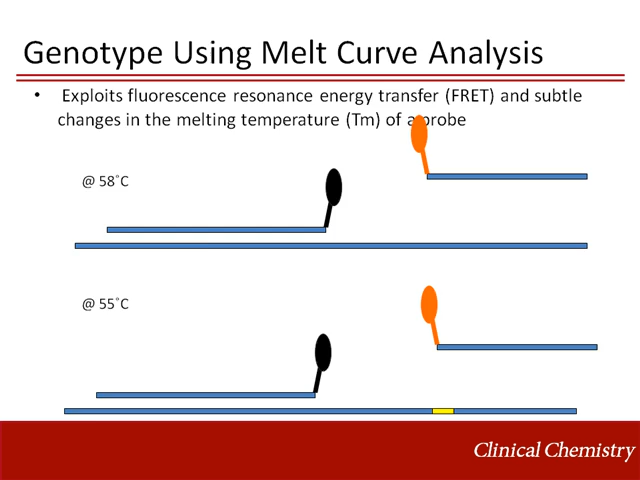 Genotype Using Melt Curve Analysis
• Exploits fluorescence resonance energy transfer (FRET) and subtle
changes in the melting temperature (Tm) of a probe
@ 58˚C
@ 55˚C
Clinical Chemistry